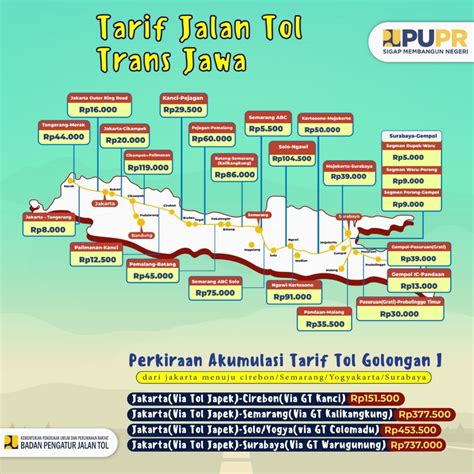 Tarif Jalan Tol
Trans Jawa
PUPR
SIGAP MEMBANGUN NEGERI
Jakarta Outer Ring Road
Rp16.000
Kanci-Pejagan
Rp29.500
Tangerang-Merak
Rp44.000
Jakarta-Cikampek
Rp20.000
Pejagan-Pemalang
Rp60.000
Semarang ABC
Rp5.500
Kertosono-Mojokerto
Rp50.000
Surabaya-Gempol
Segmen Dupak-Waru
Rp5.000
Segmen Waru-Porong
Rp9.000
Segmen Porong-Gempol
Rp9.000
Cikampek-Palimanan
Rp119.000
Batang-Semarang
(Kalikangkung)
Rp86.000
Solo-Ngawi
Rp104.500
Mojokerto-Surabaya
Rp39.000
Merak
Jakarta
Bekasi
Bandung
Cirebon
Semarang
Surabaya
Jakarta - Tangerang
Rp8.000
Palimanan-Kansi
Rp12.500
Pemalang-Batang
Rp45.000
Semarang ABC Solo
Rp75.000
Ngawi-Kertosono
Rp91.000
Pandaan-Malang
Rp35.500
Gempol-Pasuruan(Grati)
Rp39.000
Gempol IC-Pandaan
Rp13.000
Pasuruan(Grati)-Probolinggo Timur
Rp30.000
Perkiraan Akumulasi Tarif Tol Golongan I
dari jakarta menuju cirebon/Semarang/Yogyakarta/Surabaya
Jakarta(Via Tol Japek)-Cirebon(Via GT Kanci) Rp151.500
Jakarta(Via Tol Japek)-Semarang(Via GT Kalikangkung) Rp377.500
Jakarta(Via Tol Japek)-Solo/Yogya(via GT Colomadu) Rp453.500
Jakarta(Via Tol Japek)-Surabaya(Via GT Warugunung) Rp737.000
KEMENTERIAN PEKERJAAN UMUM DAN PERUMAHAN RAKYAT
BADAN PENGATUR JALAN TOL